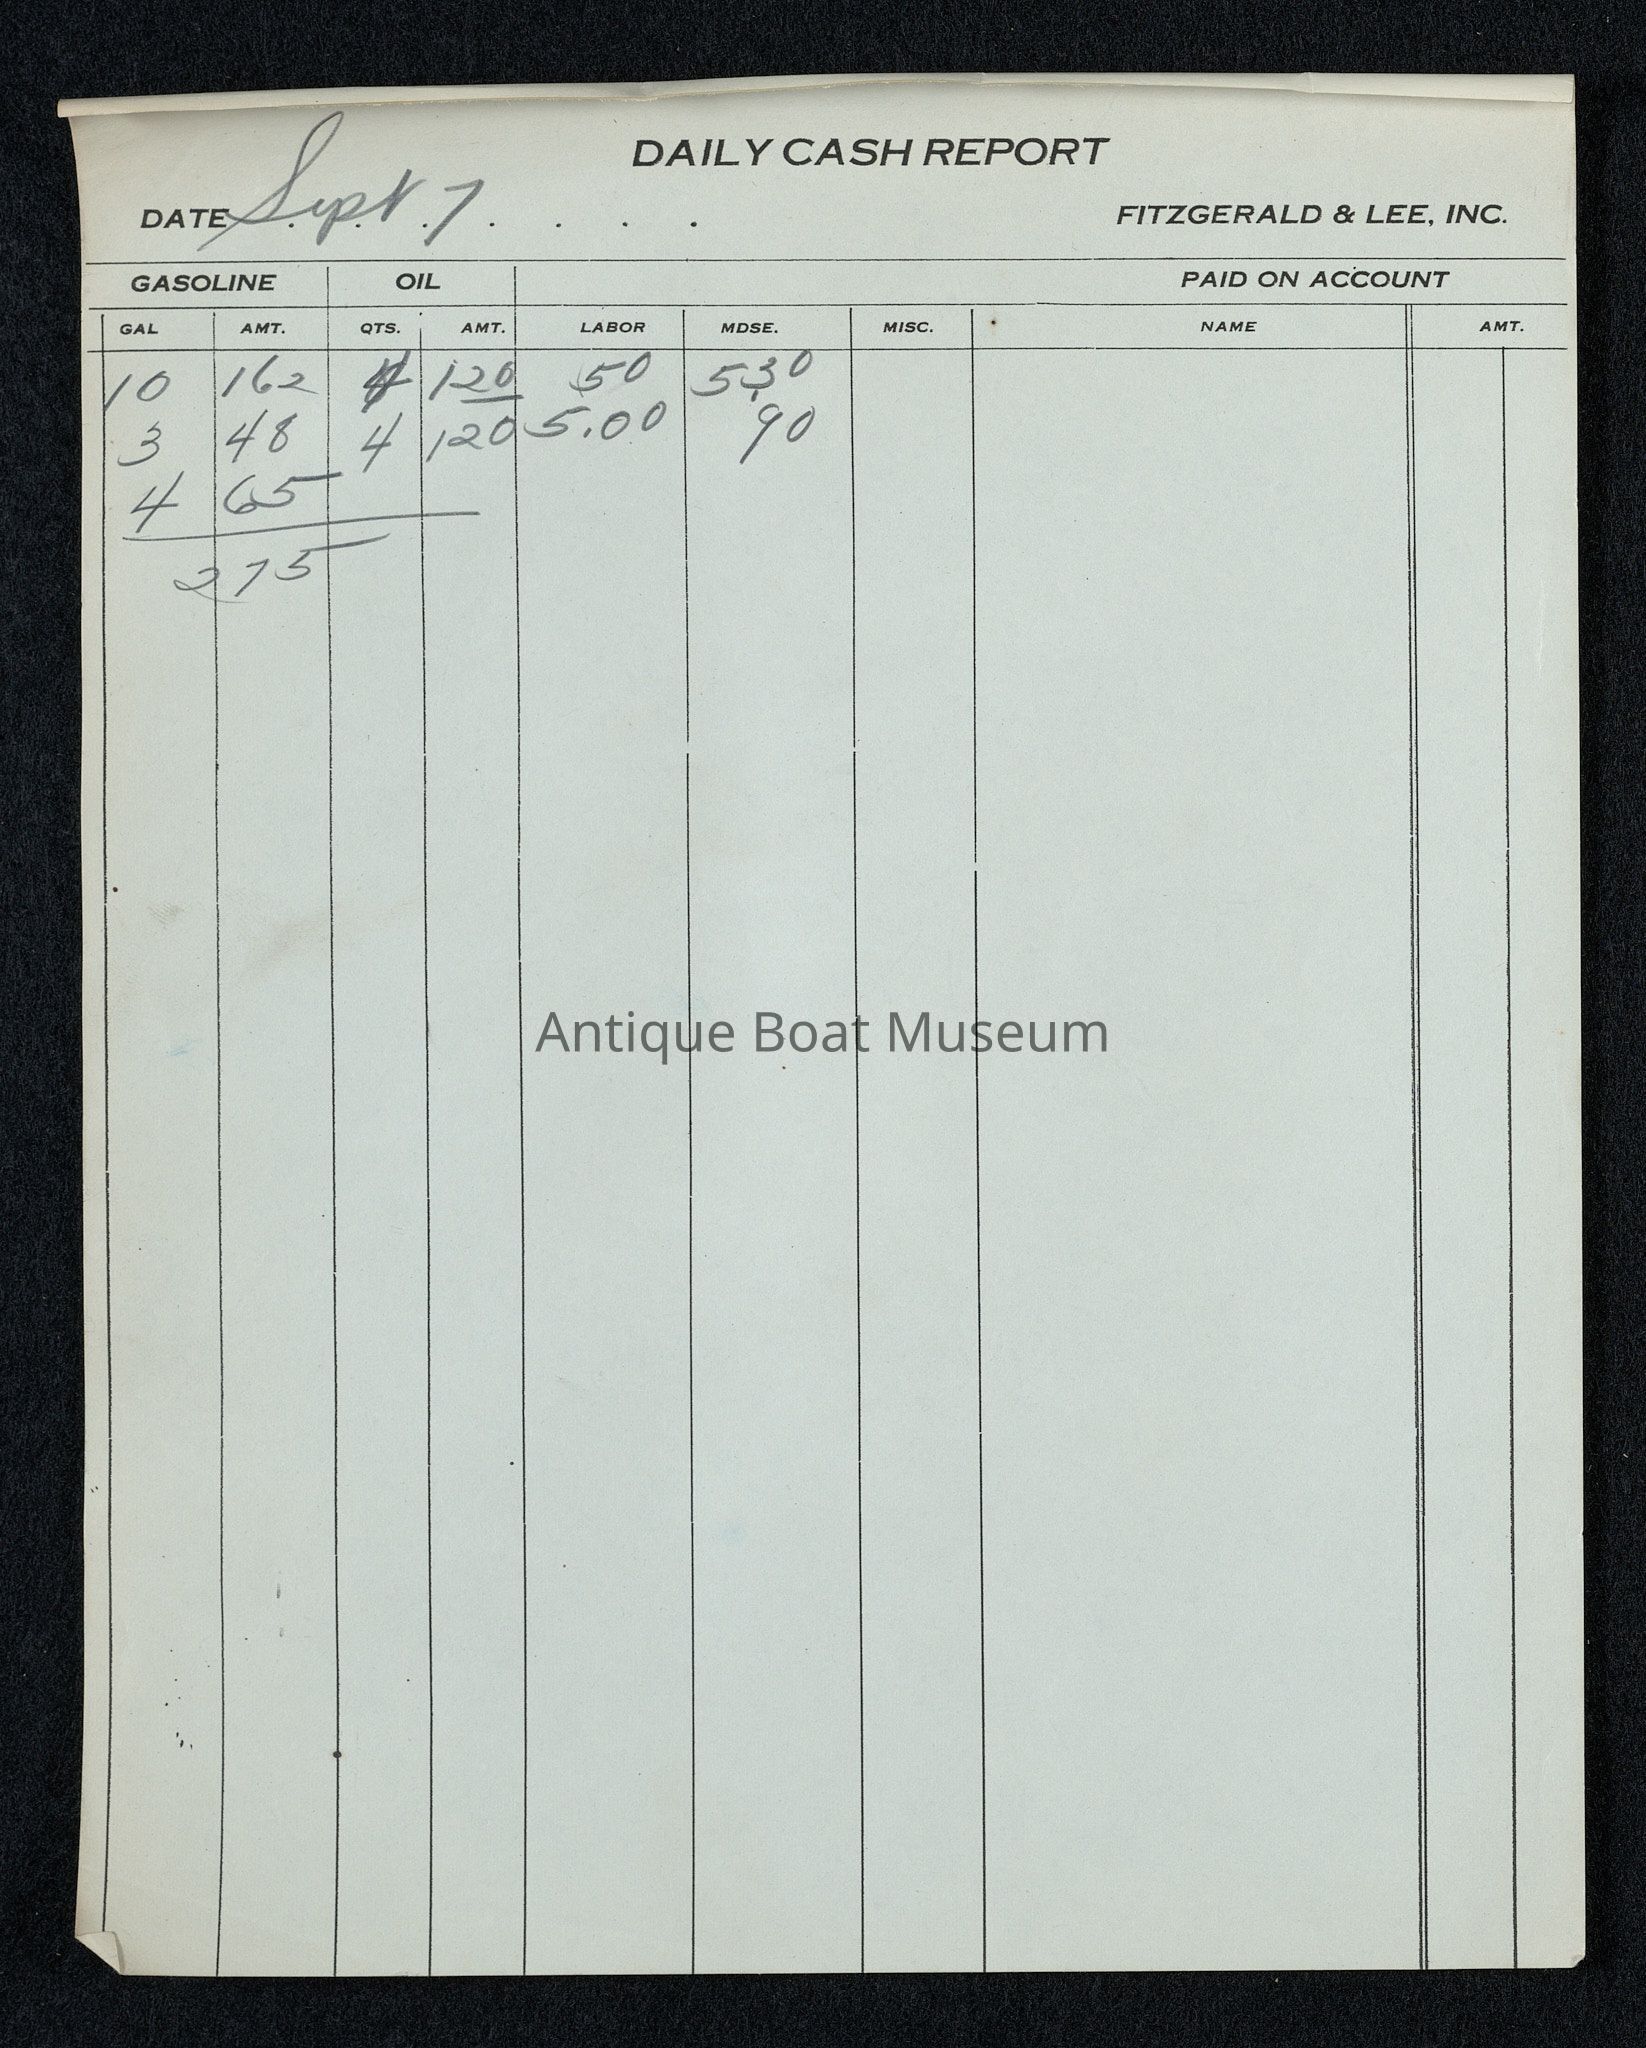 DAILY CASH REPORT
DATE Sept. 7 . . . . FITZGERALD & LEE, INC.
GASOLINE OIL PAID ON ACCOUNT
GAL AMT. QTS. AMT. LABOR MDSE. MISC. NAME AMT.
10 162 4 120 50 530
3 48 4 120 5.00 90
4 65
275
Antique Boat Museum